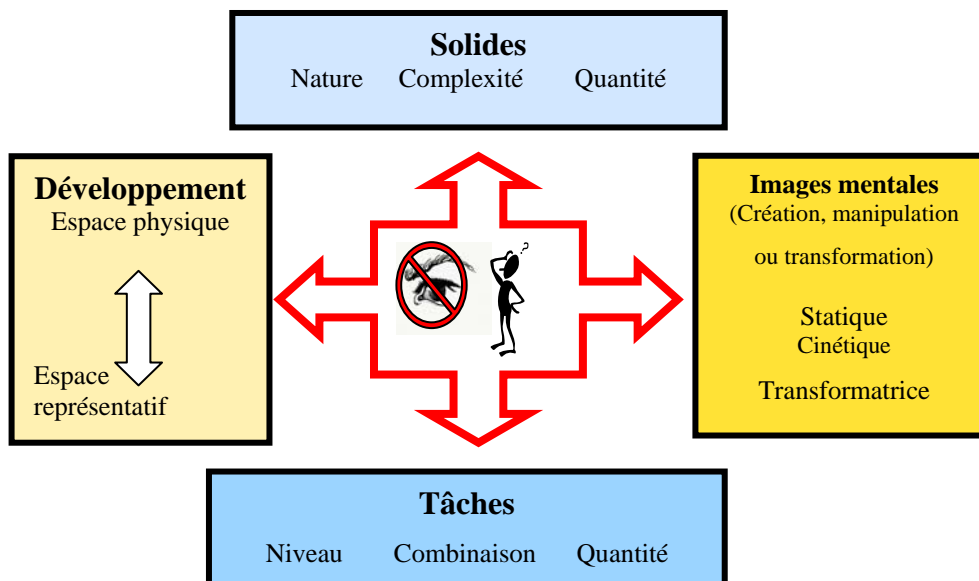 Solides
Nature Complexité Quantité
Développement
Espace physique
Espace
représentatif
Images mentales
(Création, manipulation
ou transformation)
Statique
Cinétique
Transformatrice
?
Tâches
Niveau Combinaison Quantité